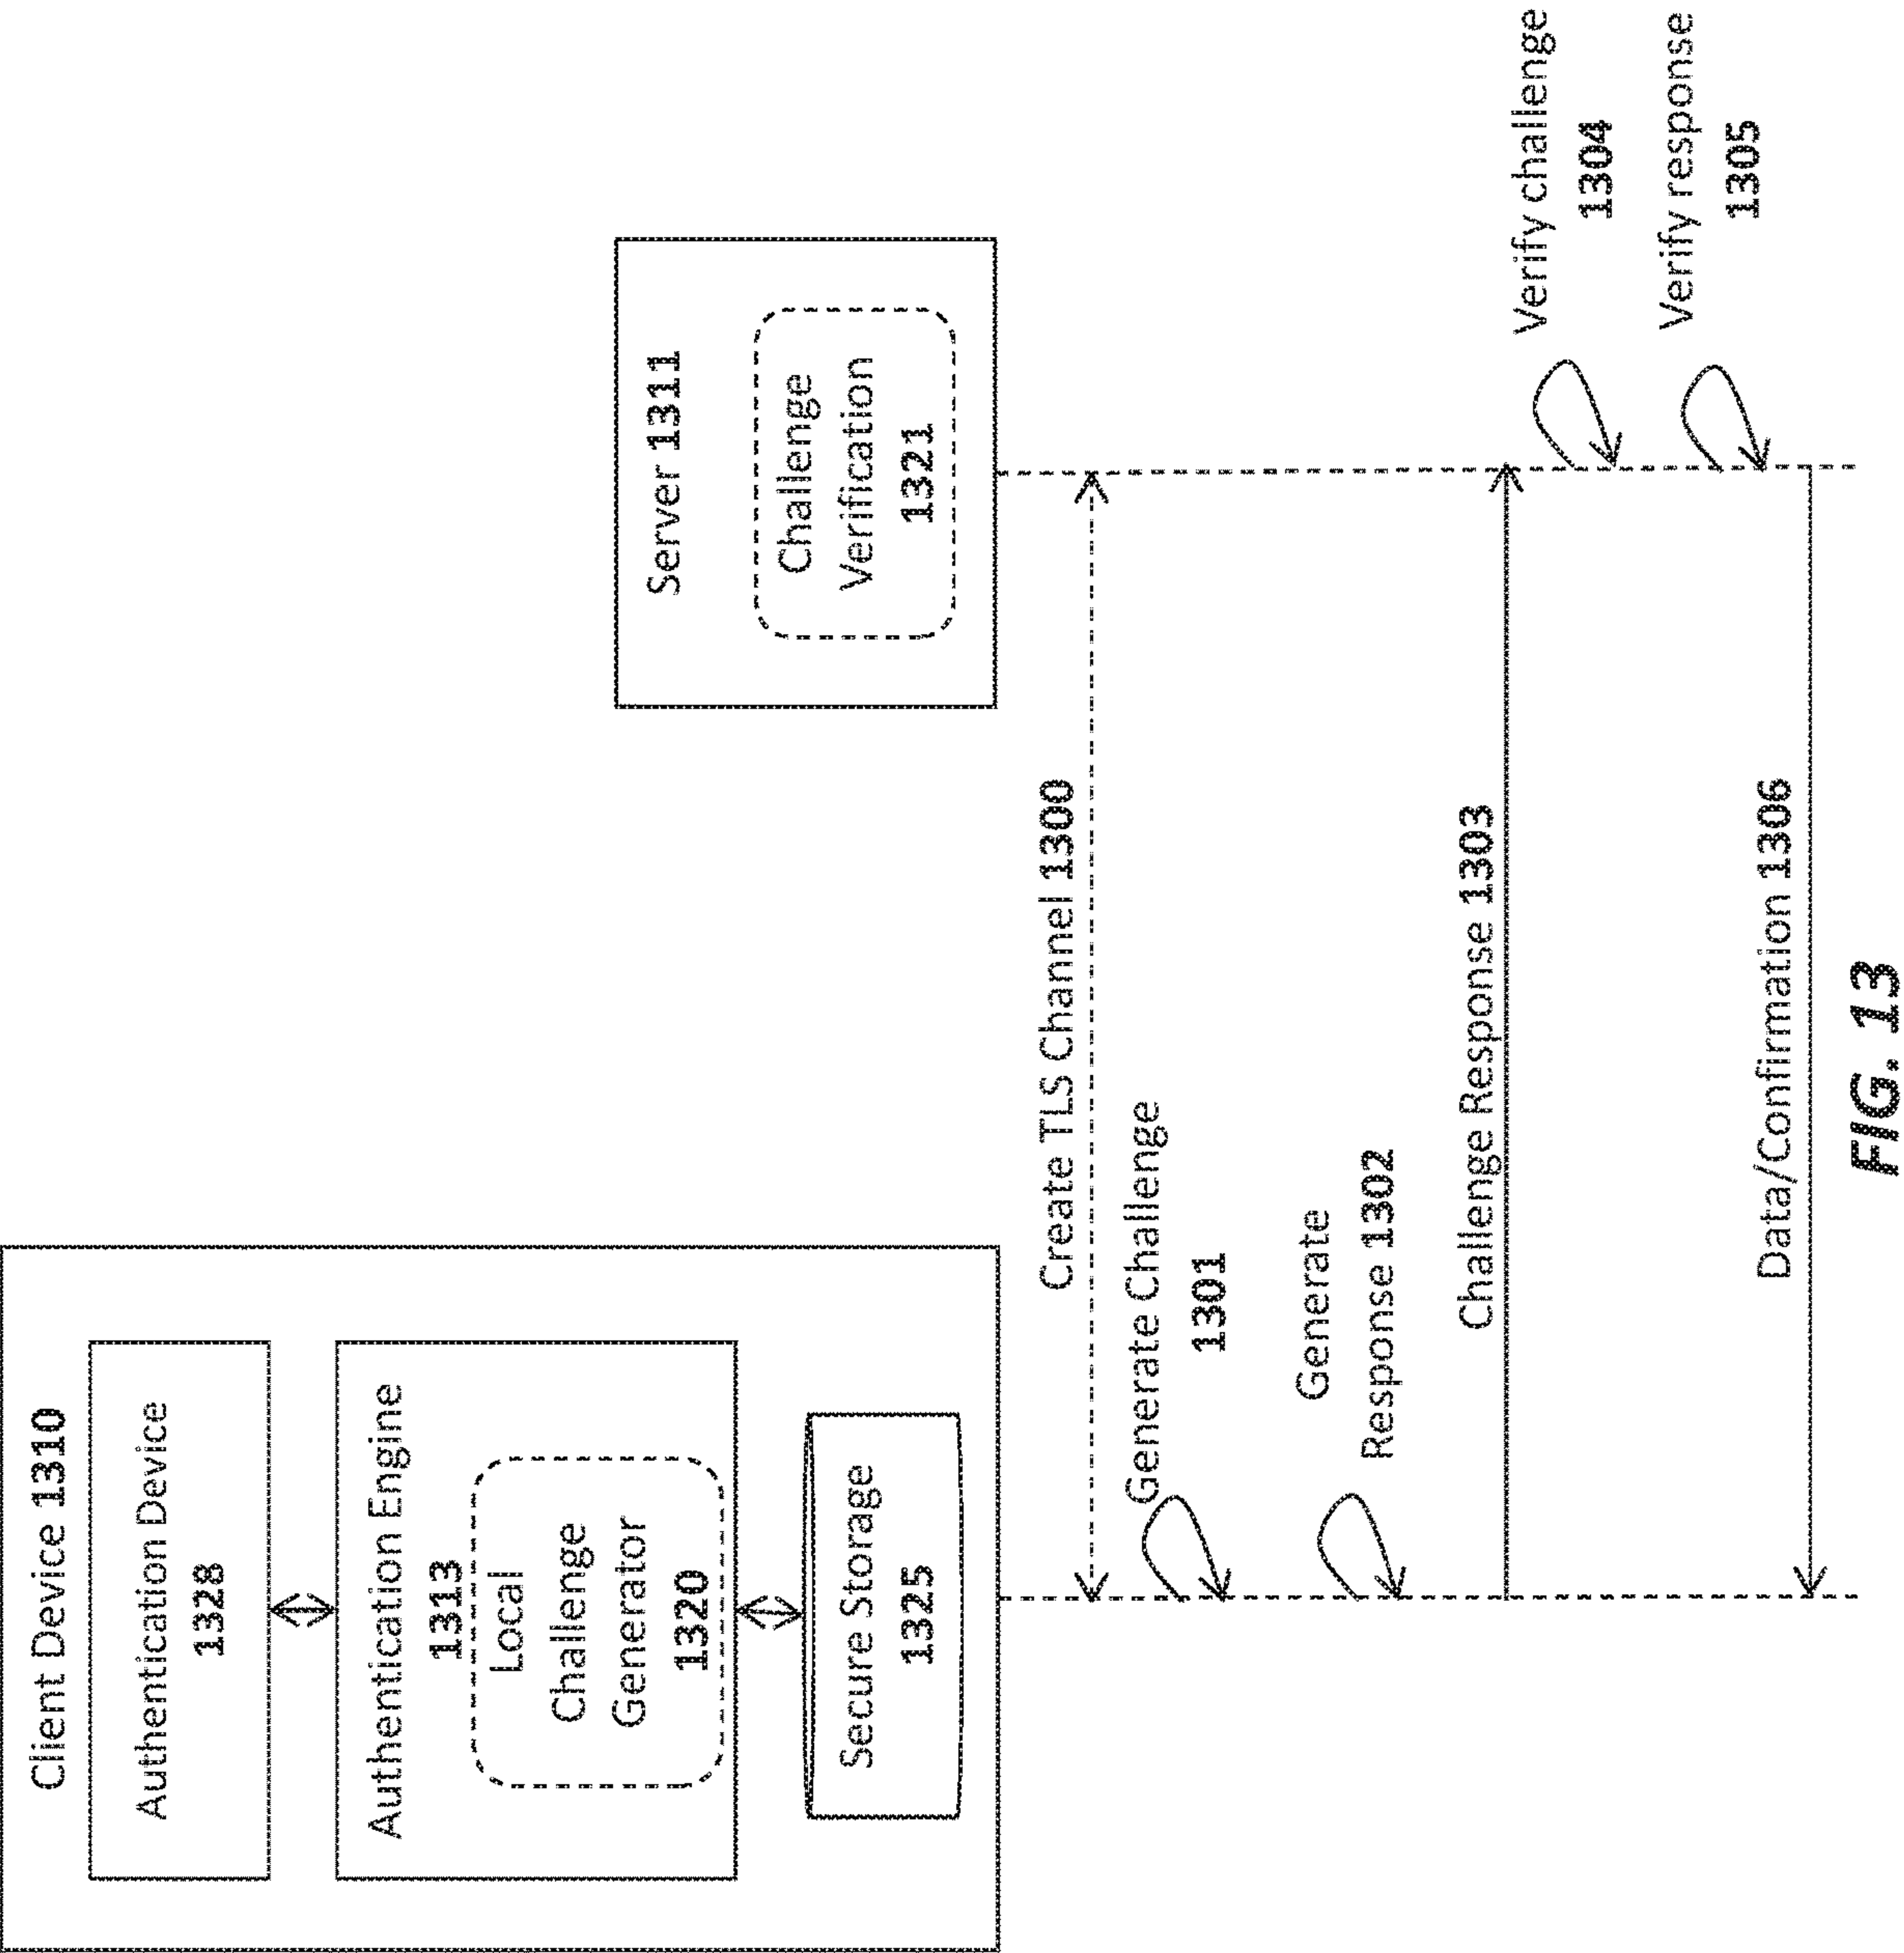 Client Device 1310
Authentication Device
1328
Authentication Engine
1313
Local
Challenge
Generator
1320
Secure Storage
1325
Server 1311
Challenge
Verification
1321
Create TLS Channel 1300
Generate Challenge
1301
Generate
Response 1302
Challenge Response 1303
Verify challenge
1304
Verify response
1305
Data/Confirmation 1306
FIG. 13